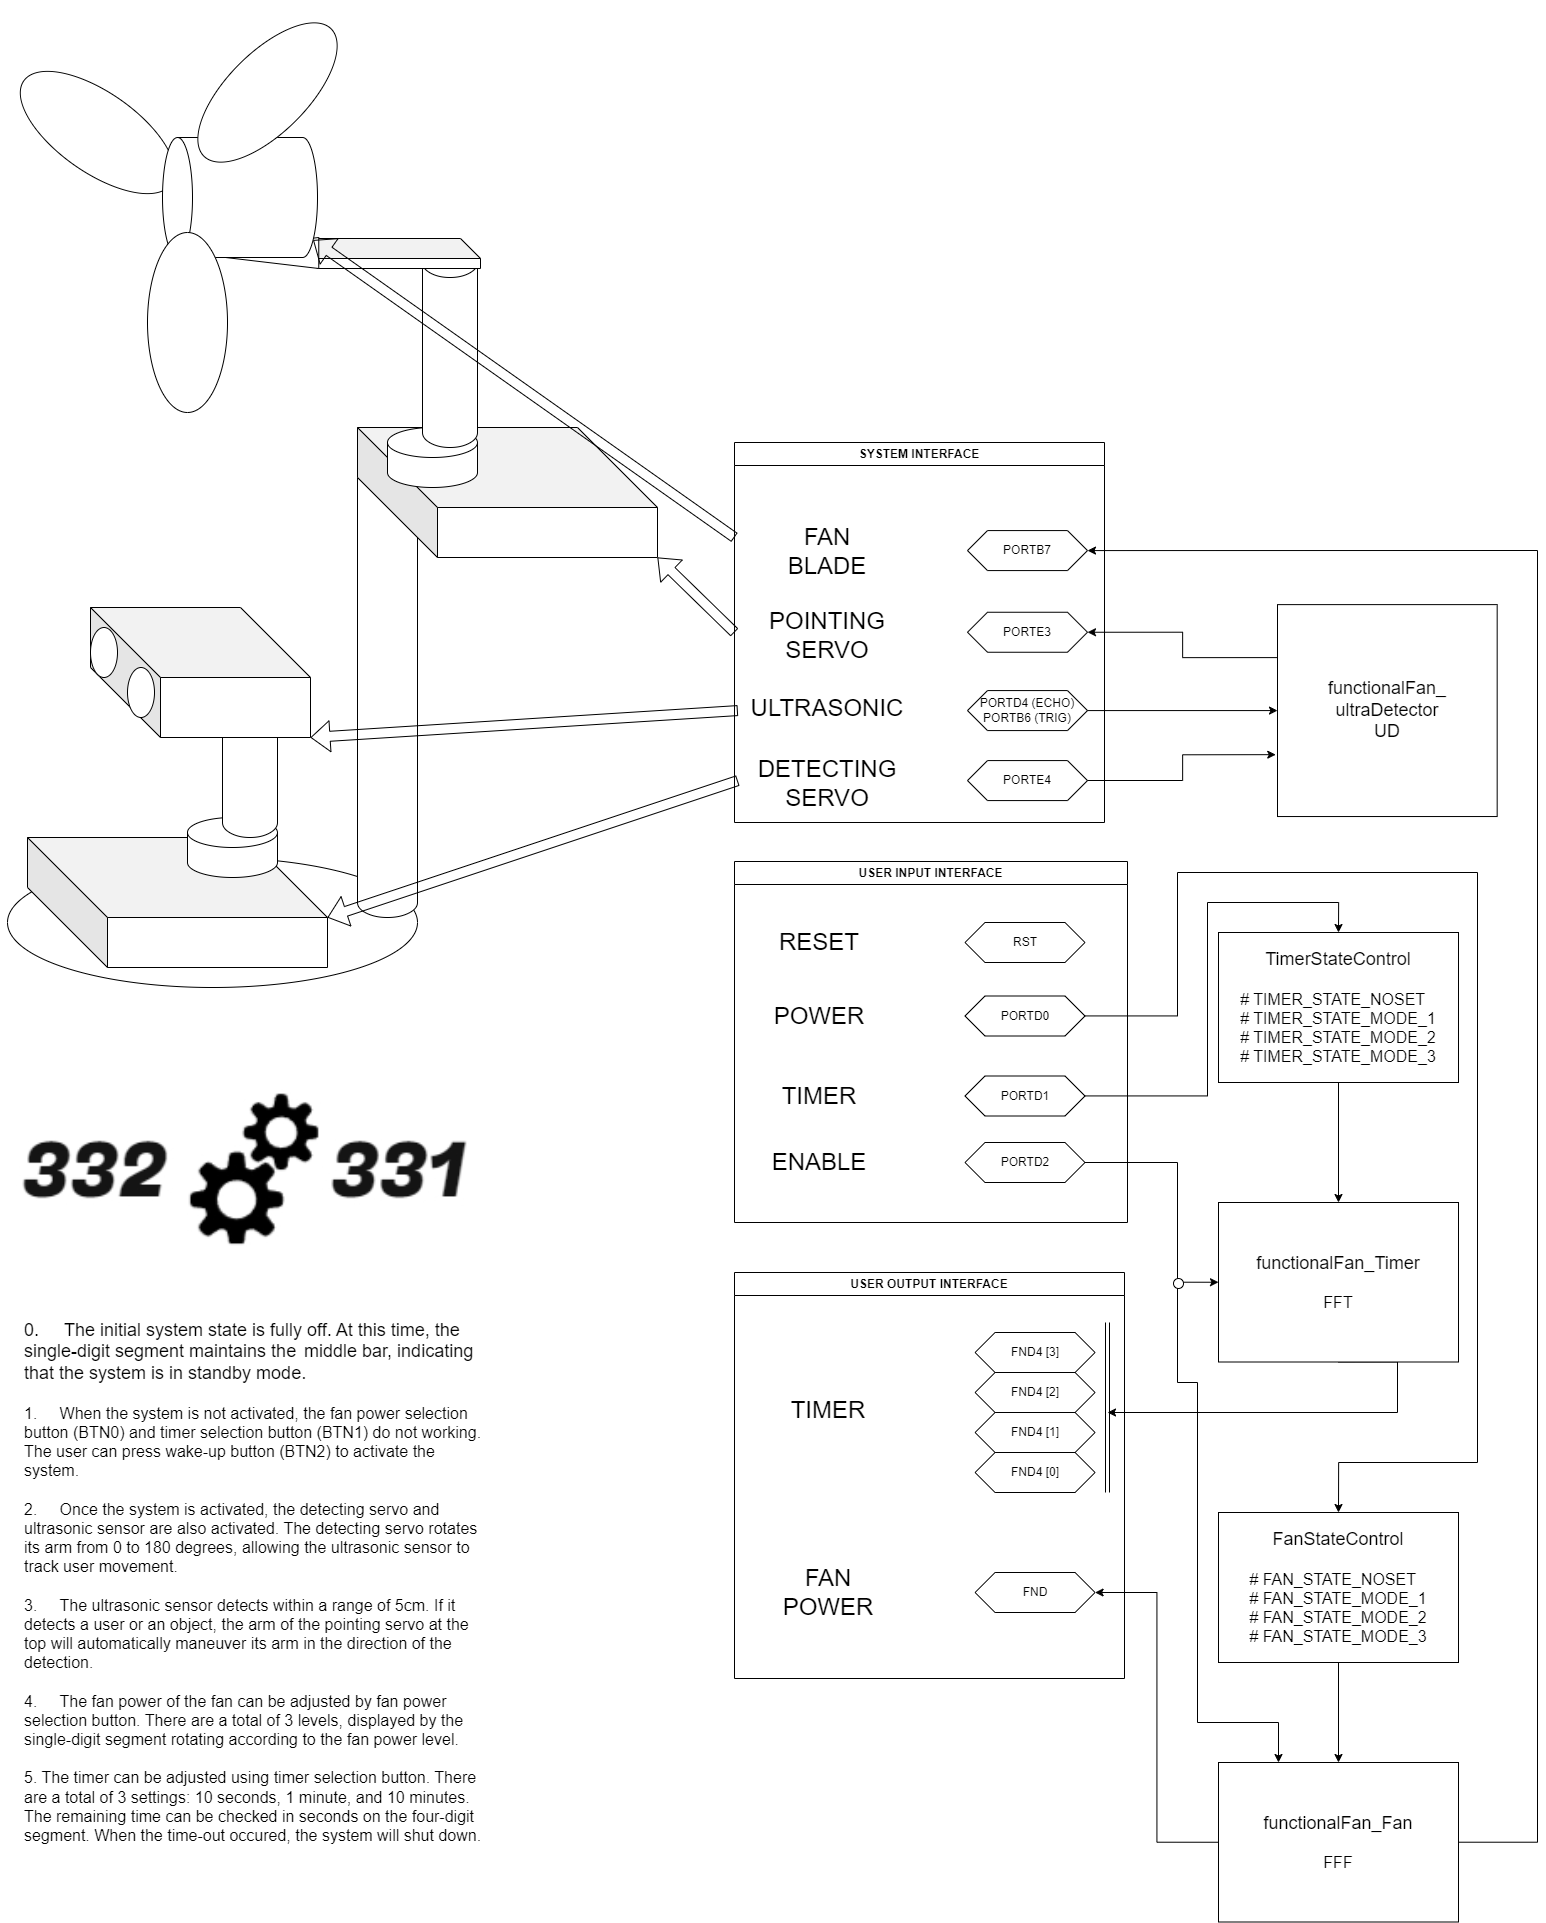 SYSTEM INTERFACE
FAN
BLADE
PORTB7
POINTING
SERVO
PORTE3
ULTRASONIC
PORTD4 (ECHO)
PORTB6 (TRIG)
DETECTING
SERVO
PORTE4
functionalFan_
ultraDetector
UD
USER INPUT INTERFACE
RESET
RST
POWER
PORTD0
TIMER
PORTD1
ENABLE
PORTD2
TimerStateControl
# TIMER_STATE_NOSET
# TIMER_STATE_MODE_1
# TIMER_STATE_MODE_2
# TIMER_STATE_MODE_3
functionalFan_Timer
FFT
332
331
USER OUTPUT INTERFACE
TIMER
FND4 [3]
FND4 [2]
FND4 [1]
FND4 [0]
FAN
POWER
FND
FanStateControl
# FAN_STATE_NOSET
# FAN_STATE_MODE_1
# FAN_STATE_MODE_2
# FAN_STATE_MODE_3
functionalFan_Fan
FFF
0. The initial system state is fully off. At this time, the
single-digit segment maintains the middle bar, indicating
that the system is in standby mode.
1. When the system is not activated, the fan power selection
button (BTN0) and timer selection button (BTN1) do not working.
The user can press wake-up button (BTN2) to activate the
system.
2. Once the system is activated, the detecting servo and
ultrasonic sensor are also activated. The detecting servo rotates
its arm from 0 to 180 degrees, allowing the ultrasonic sensor to
track user movement.
3. The ultrasonic sensor detects within a range of 5cm. If it
detects a user or an object, the arm of the pointing servo at the
top will automatically maneuver its arm in the direction of the
detection.
4. The fan power of the fan can be adjusted by fan power
selection button. There are a total of 3 levels, displayed by the
single-digit segment rotating according to the fan power level.
5. The timer can be adjusted using timer selection button. There
are a total of 3 settings: 10 seconds, 1 minute, and 10 minutes.
The remaining time can be checked in seconds on the four-digit
segment. When the time-out occured, the system will shut down.